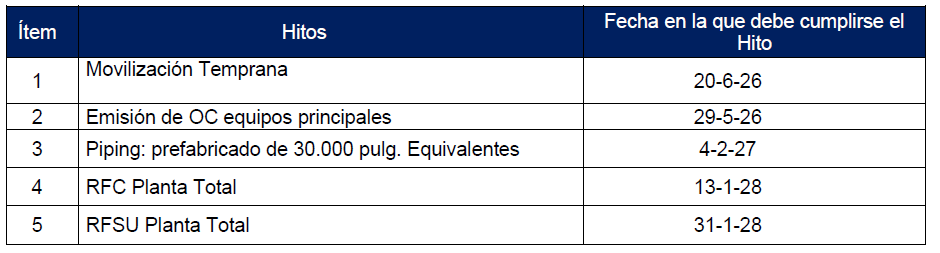 Ítem Hitos Fecha en la que debe cumplirse el
Hito
1 Movilización Temprana 20-6-26
2 Emisión de OC equipos principales 29-5-26
3 Piping: prefabricado de 30.000 pulg. Equivalentes 4-2-27
4 RFC Planta Total 13-1-28
5 RFSU Planta Total 31-1-28